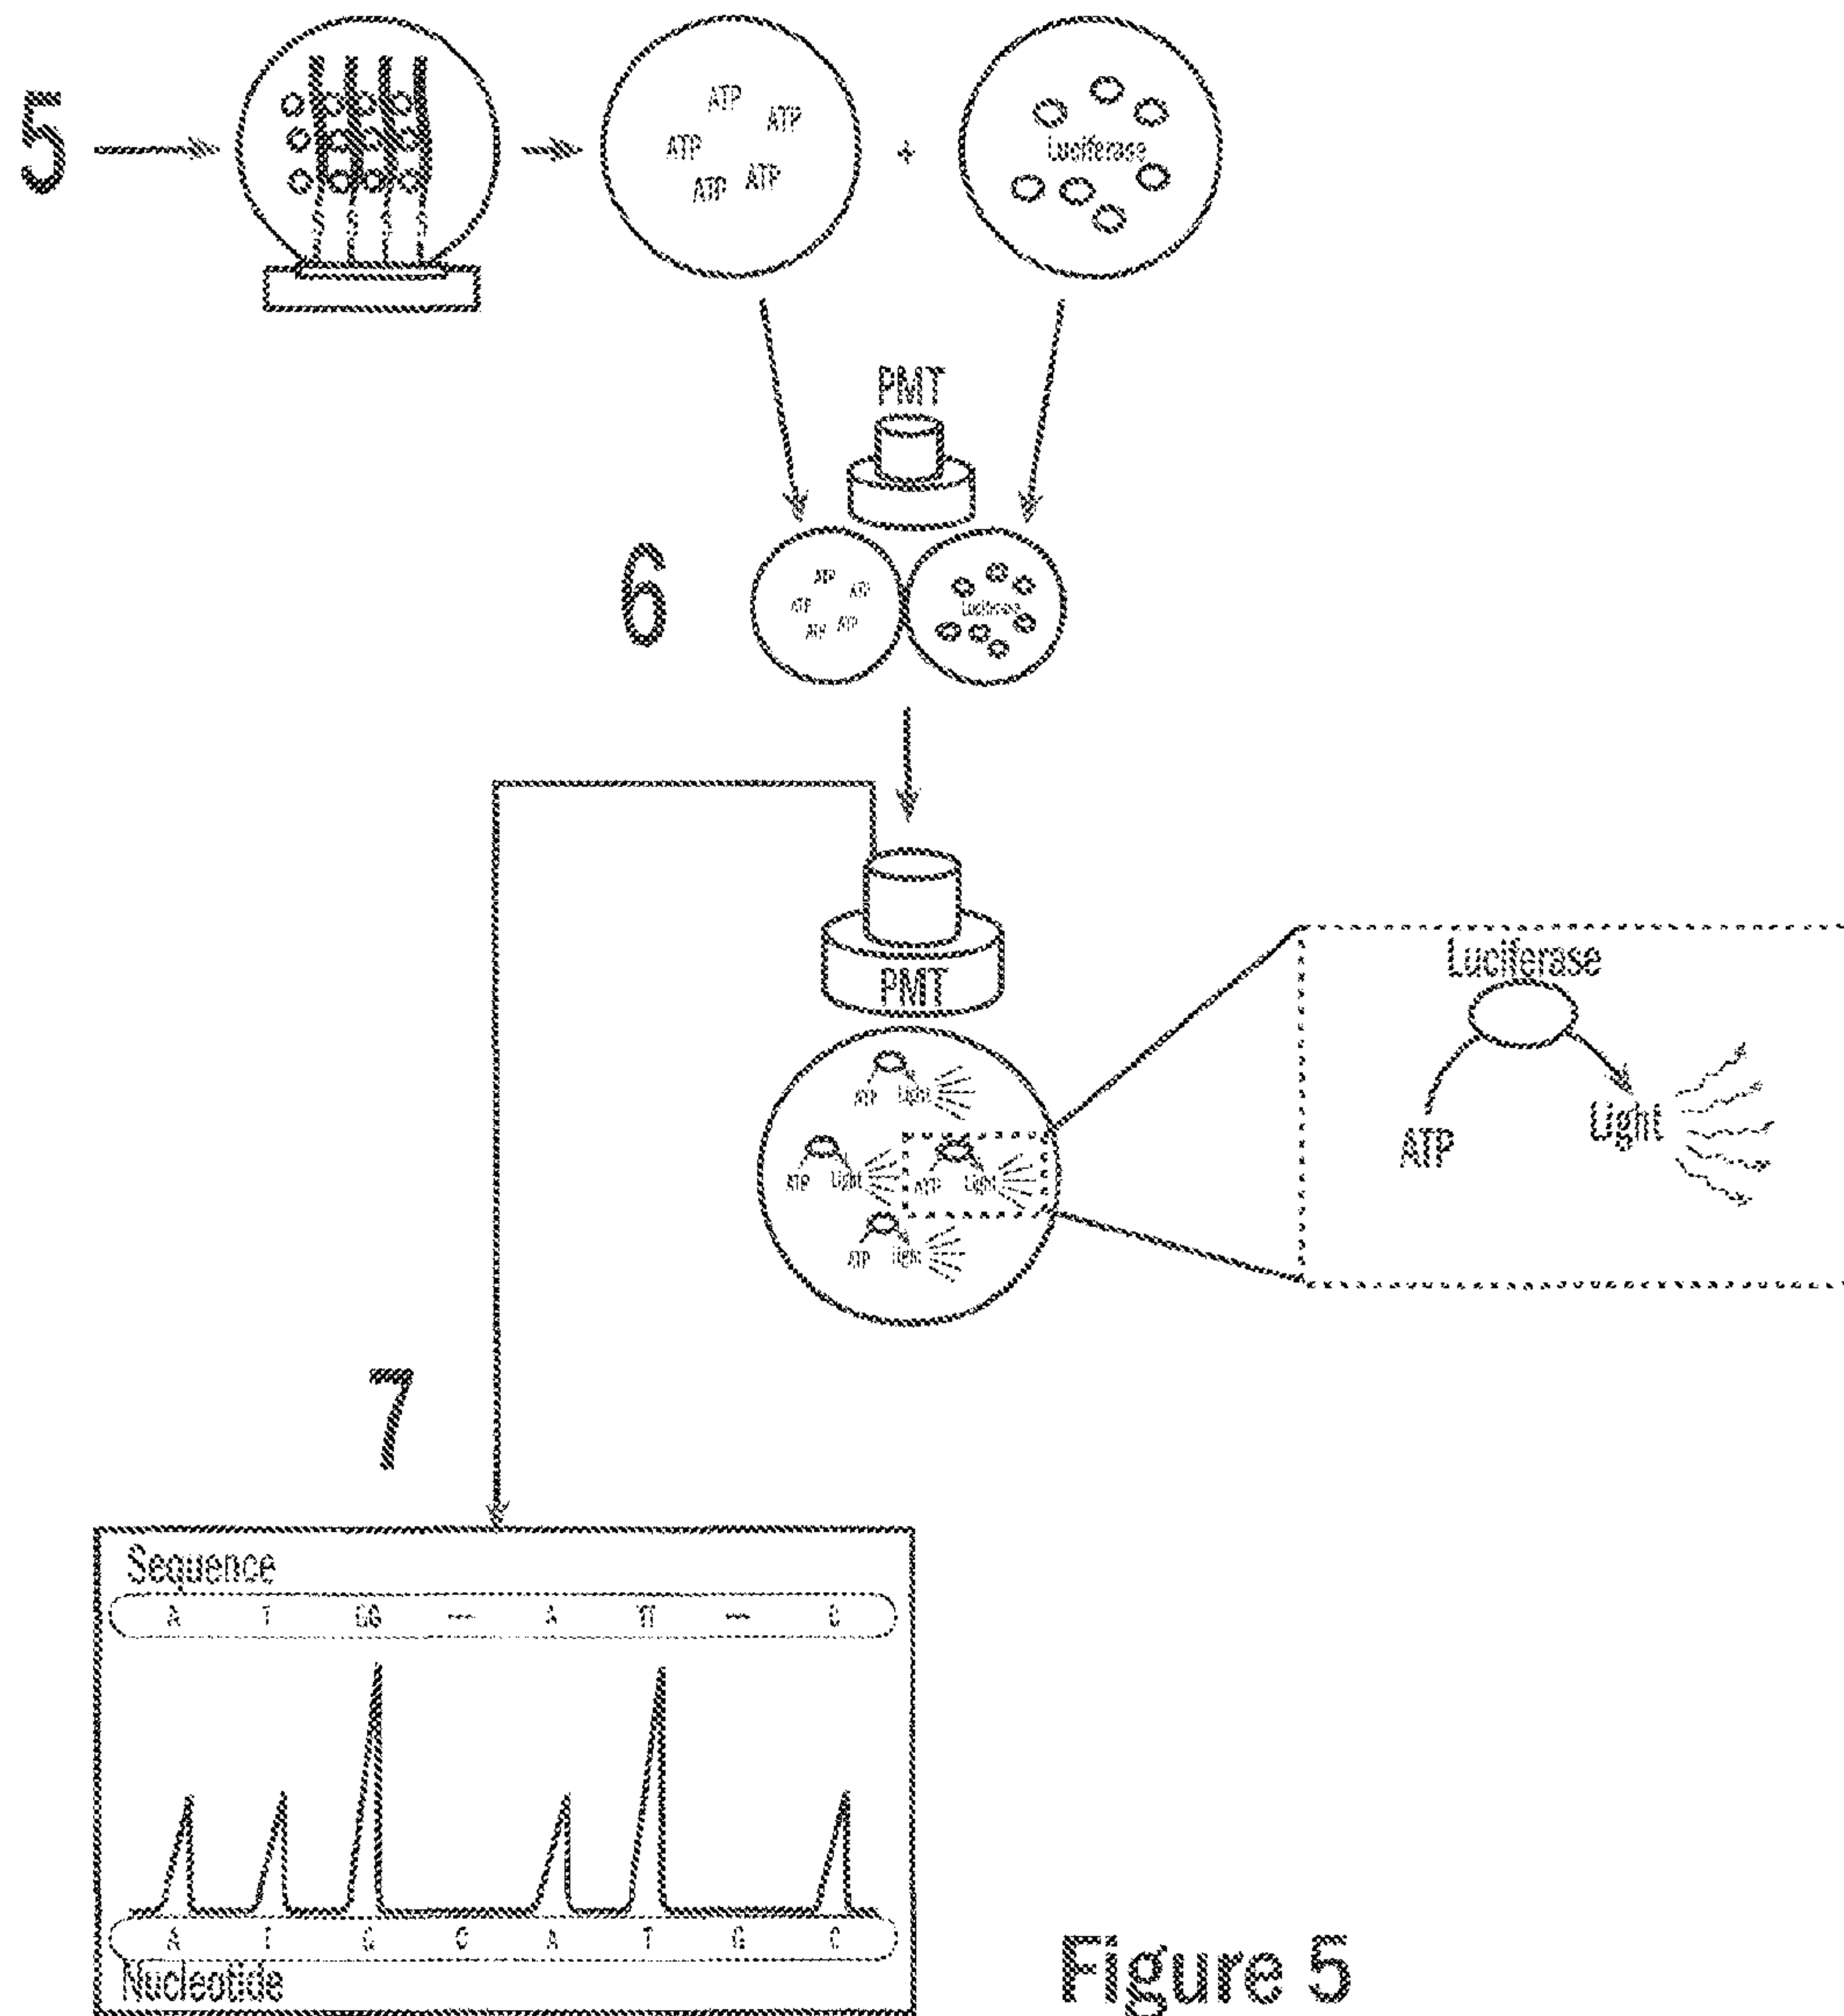 5
ATP
ATP
ATP
ATP
ATP
+
Luciferase
PMT
6
ATP
ATP
ATP
ATP
ATP
Luciferase
PMT
Luciferase
ATP
Light
ATP Light
ATP Light
ATP Light
ATP Light
7
Sequence
A T GG --- A TT --- C
A T G C A T G C
Nucleotide
Figure 5